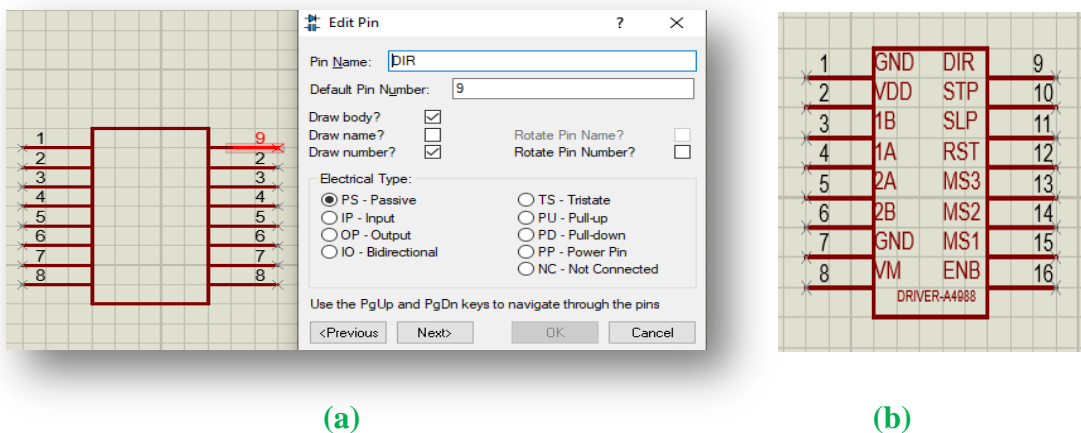 1 9
2 2
3 3
4 4
5 5
6 6
7 7
8 8
Edit Pin ? ×
Pin Name: DIR
Default Pin Number: 9
Draw body?
Draw name? Rotate Pin Name?
Draw number? Rotate Pin Number?
Electrical Type:
PS - Passive TS - Tristate
IP - Input PU - Pull-up
OP - Output PD - Pull-down
IO - Bidirectional PP - Power Pin
NC - Not Connected
Use the PgUp and PgDn keys to navigate through the pins
<Previous Next> OK Cancel
(a)
1 GND DIR 9
2 VDD STP 10
3 1B SLP 11
4 1A RST 12
5 2A MS3 13
6 2B MS2 14
7 GND MS1 15
8 VM ENB 16
DRIVER-A4988
(b)